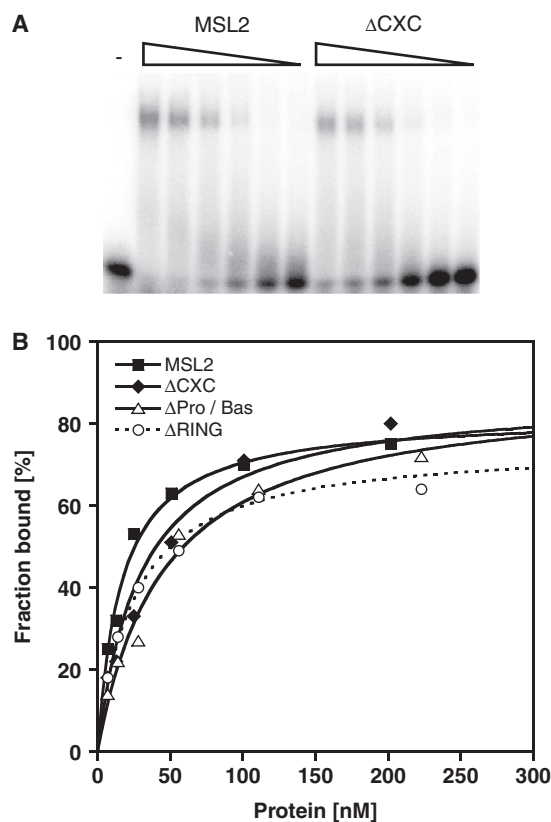 A
MSL2 ΔCXC
-
B
100
80
60
40
20
0
Fraction bound [%]
MSL2
ΔCXC
ΔPro / Bas
ΔRING
0 50 100 150 200 250 300
Protein [nM]